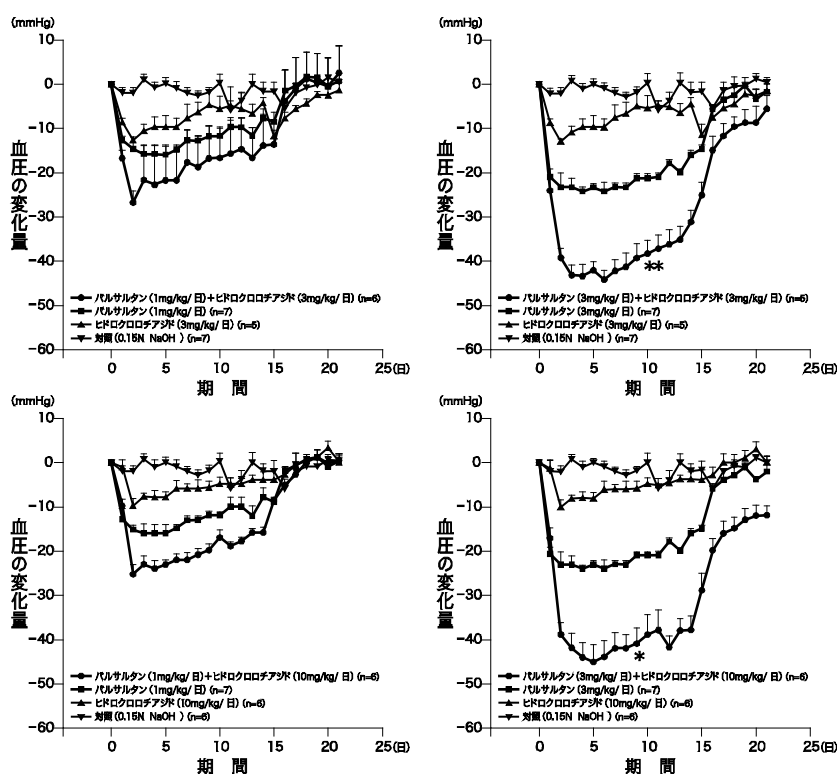 (mmHg)
10
0
−10
−20
−30
−40
−50
−60
血圧の変化量
バルサルタン(1mg/kg/日)+ヒドロクロロチアジド(3mg/kg/日)(n=6)
バルサルタン(1mg/kg/日)(n=7)
ヒドロクロロチアジド(3mg/kg/日)(n=5)
対照(0.15N NaOH)(n=7)
0 5 10 15 20 25(日)
期 間
(mmHg)
10
0
−10
−20
−30
−40
−50
−60
血圧の変化量
**
バルサルタン(3mg/kg/日)+ヒドロクロロチアジド(3mg/kg/日)(n=6)
バルサルタン(3mg/kg/日)(n=7)
ヒドロクロロチアジド(3mg/kg/日)(n=5)
対照(0.15N NaOH)(n=7)
0 5 10 15 20 25(日)
期 間
(mmHg)
10
0
−10
−20
−30
−40
−50
−60
血圧の変化量
バルサルタン(1mg/kg/日)+ヒドロクロロチアジド(10mg/kg/日)(n=6)
バルサルタン(1mg/kg/日)(n=7)
ヒドロクロロチアジド(10mg/kg/日)(n=6)
対照(0.15N NaOH)(n=6)
0 5 10 15 20 25(日)
期 間
(mmHg)
10
0
−10
−20
−30
−40
−50
−60
血圧の変化量
*
バルサルタン(3mg/kg/日)+ヒドロクロロチアジド(10mg/kg/日)(n=6)
バルサルタン(3mg/kg/日)(n=7)
ヒドロクロロチアジド(10mg/kg/日)(n=6)
対照(0.15N NaOH)(n=6)
0 5 10 15 20 25(日)
期 間